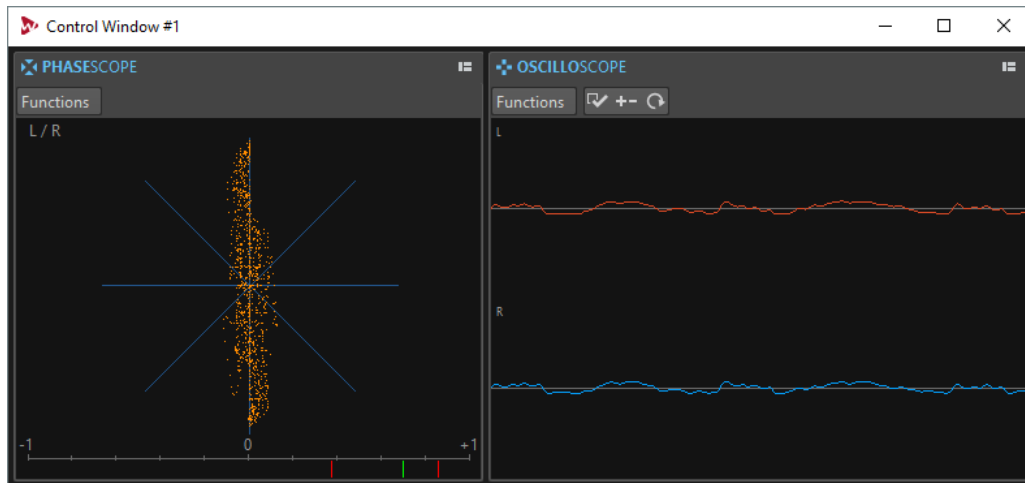 Control Window #1
PHASESCOPE
Functions
L / R
-1
0
+1
OSCILLOSCOPE
Functions
L
R